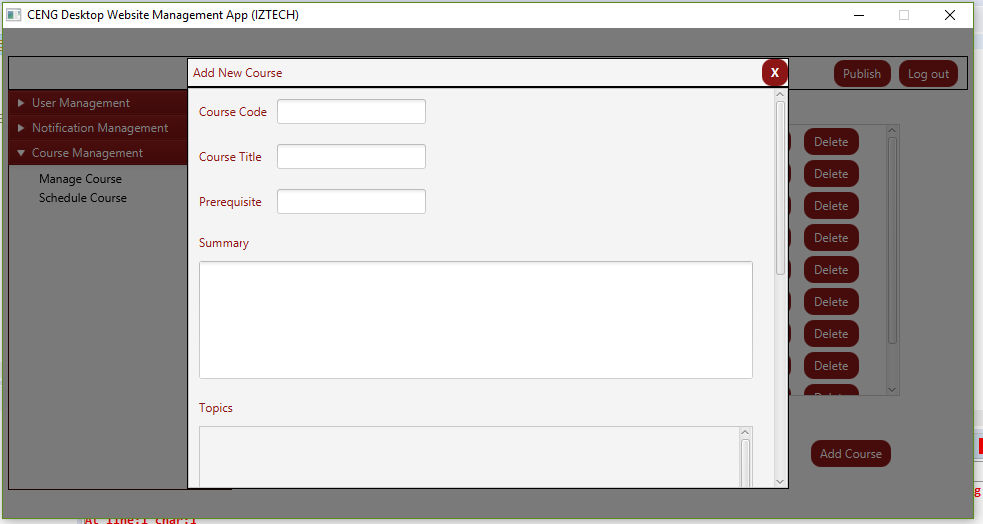 CENG Desktop Website Management App (IZTECH)
Publish
Log out
Add New Course
X
User Management
Notification Management
Course Management
Manage Course
Schedule Course
Course Code
Course Title
Prerequisite
Summary
Topics
Delete
Delete
Delete
Delete
Delete
Delete
Delete
Delete
Delete
Add Course
g
At line:1 char:1